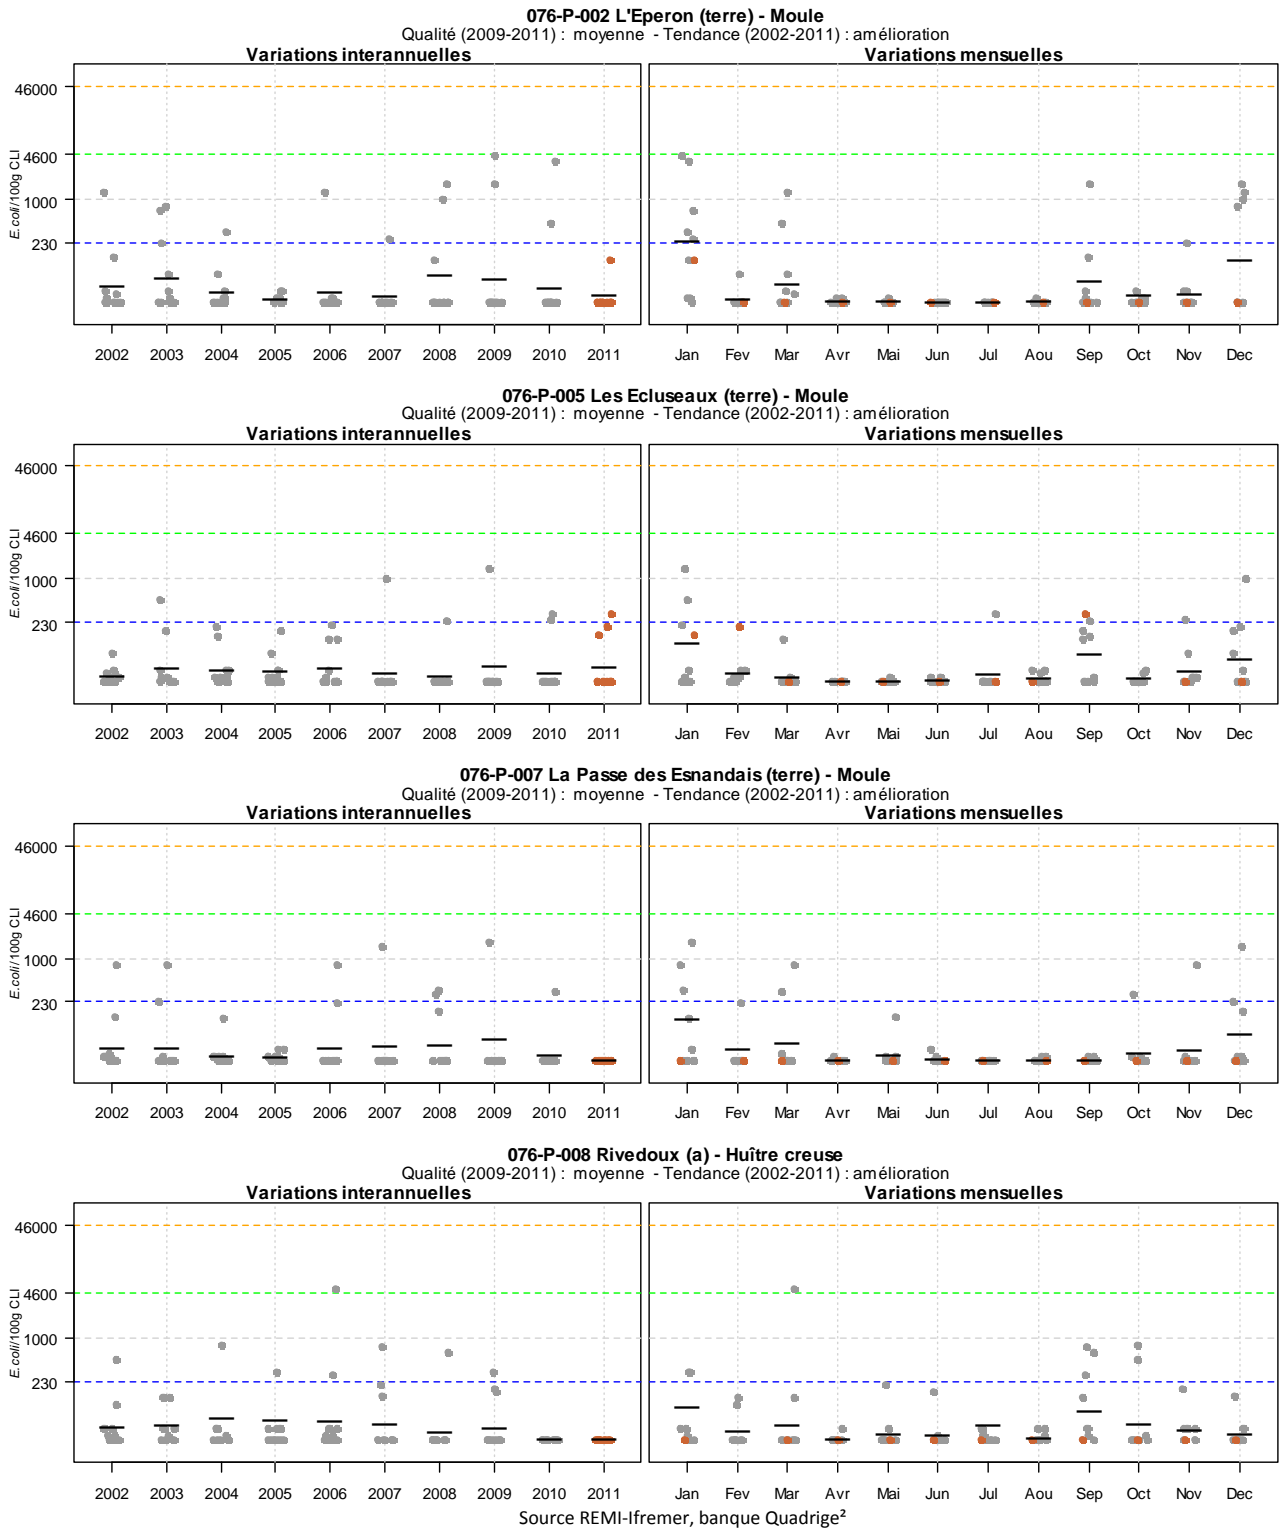 076-P-002 L'Eperon (terre) - Moule
Qualité (2009-2011) : moyenne - Tendance (2002-2011) : amélioration
Variations interannuelles Variations mensuelles
46000
4600
1000
230
E.coli/100g CLI
2002 2003 2004 2005 2006 2007 2008 2009 2010 2011 Jan Fev Mar Avr Mai Jun Jul Aou Sep Oct Nov Dec
076-P-005 Les Ecluseaux (terre) - Moule
Qualité (2009-2011) : moyenne - Tendance (2002-2011) : amélioration
Variations interannuelles Variations mensuelles
46000
4600
1000
230
E.coli/100g CLI
2002 2003 2004 2005 2006 2007 2008 2009 2010 2011 Jan Fev Mar Avr Mai Jun Jul Aou Sep Oct Nov Dec
076-P-007 La Passe des Esnandais (terre) - Moule
Qualité (2009-2011) : moyenne - Tendance (2002-2011) : amélioration
Variations interannuelles Variations mensuelles
46000
4600
1000
230
E.coli/100g CLI
2002 2003 2004 2005 2006 2007 2008 2009 2010 2011 Jan Fev Mar Avr Mai Jun Jul Aou Sep Oct Nov Dec
076-P-008 Rivedoux (a) - Huître creuse
Qualité (2009-2011) : moyenne - Tendance (2002-2011) : amélioration
Variations interannuelles Variations mensuelles
46000
4600
1000
230
E.coli/100g CLI
2002 2003 2004 2005 2006 2007 2008 2009 2010 2011 Jan Fev Mar Avr Mai Jun Jul Aou Sep Oct Nov Dec
Source REMI-Ifremer, banque Quadrige²